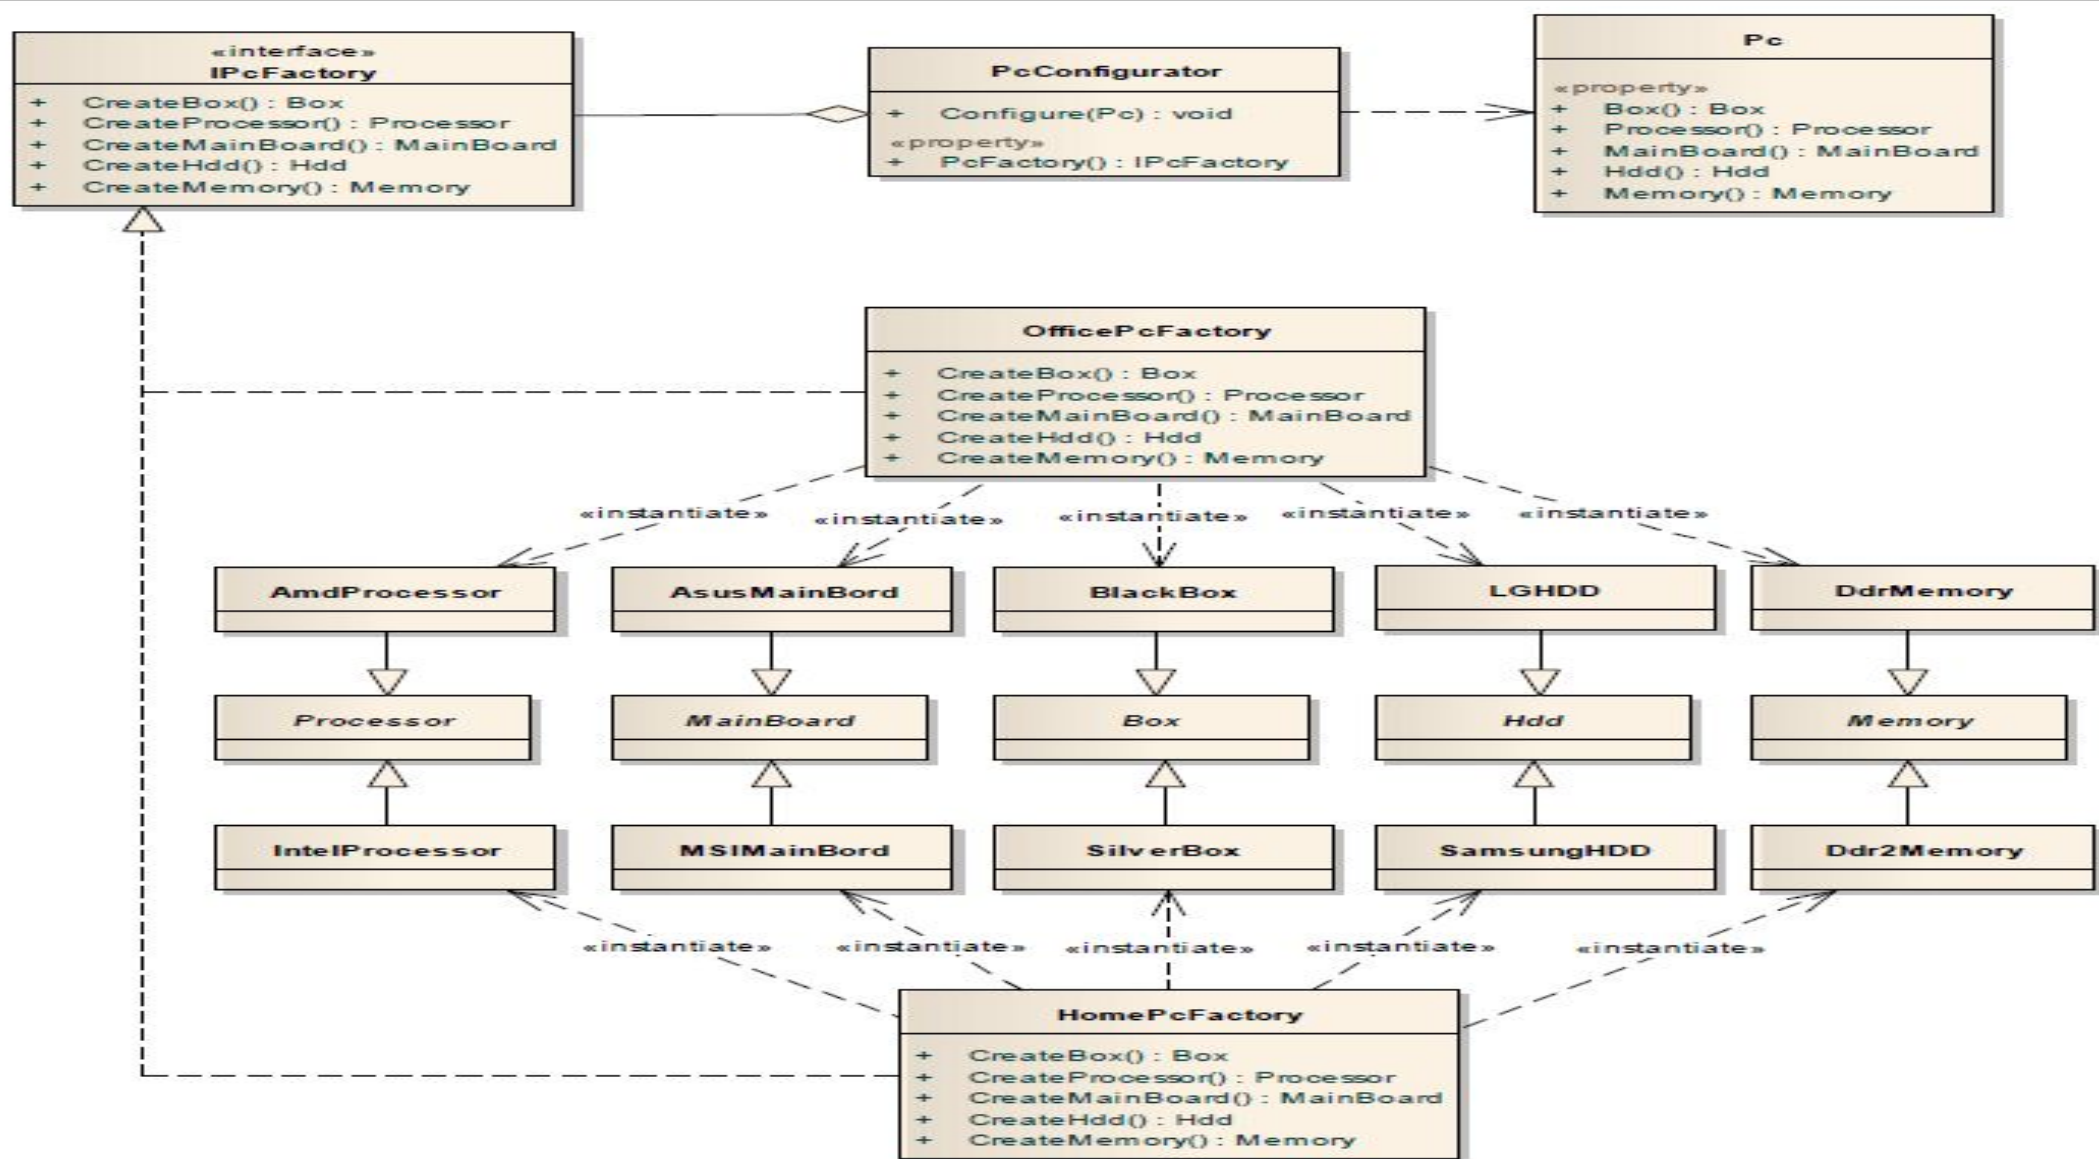 «interface»
IPcFactory
+ CreateBox() : Box
+ CreateProcessor() : Processor
+ CreateMainBoard() : MainBoard
+ CreateHdd() : Hdd
+ CreateMemory() : Memory
PcConfigurator
+ Configure(Pc) : void
«property»
+ PcFactory() : IPcFactory
Pc
«property»
+ Box() : Box
+ Processor() : Processor
+ MainBoard() : MainBoard
+ Hdd() : Hdd
+ Memory() : Memory
OfficePcFactory
+ CreateBox() : Box
+ CreateProcessor() : Processor
+ CreateMainBoard() : MainBoard
+ CreateHdd() : Hdd
+ CreateMemory() : Memory
«instantiate» «instantiate» «instantiate» «instantiate» «instantiate»
AmdProcessor AsusMainBord BlackBox LGHDD DdrMemory
Processor MainBoard Box Hdd Memory
IntelProcessor MSIMainBord SilverBox SamsungHDD Ddr2Memory
«instantiate» «instantiate» «instantiate» «instantiate» «instantiate»
HomePcFactory
+ CreateBox() : Box
+ CreateProcessor() : Processor
+ CreateMainBoard() : MainBoard
+ CreateHdd() : Hdd
+ CreateMemory() : Memory